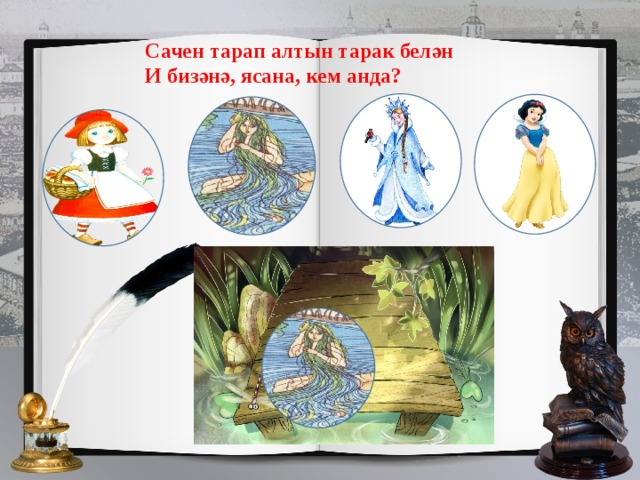 Сачен тарап алтын тарак белән
И бизәнә, ясана, кем анда?